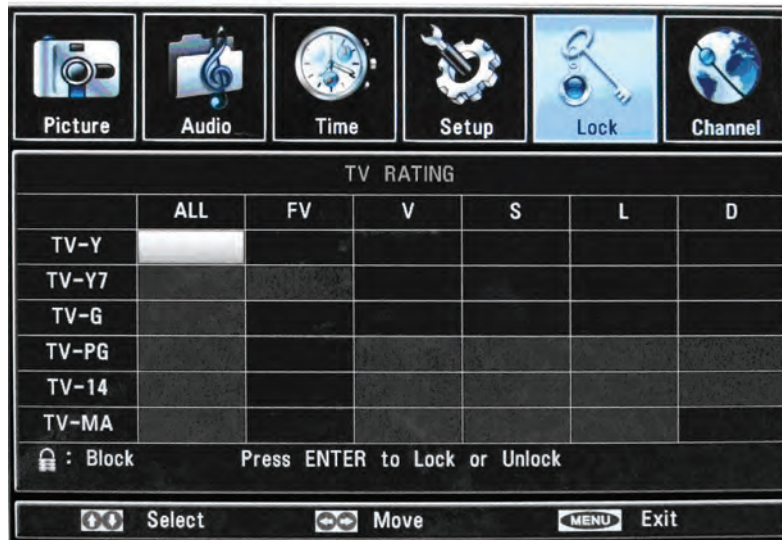 Picture Audio Time Setup Lock Channel
TV RATING
ALL FV V S L D
TV-Y
TV-Y7
TV-G
TV-PG
TV-14
TV-MA
: Block Press ENTER to Lock or Unlock
Select Move MENU Exit